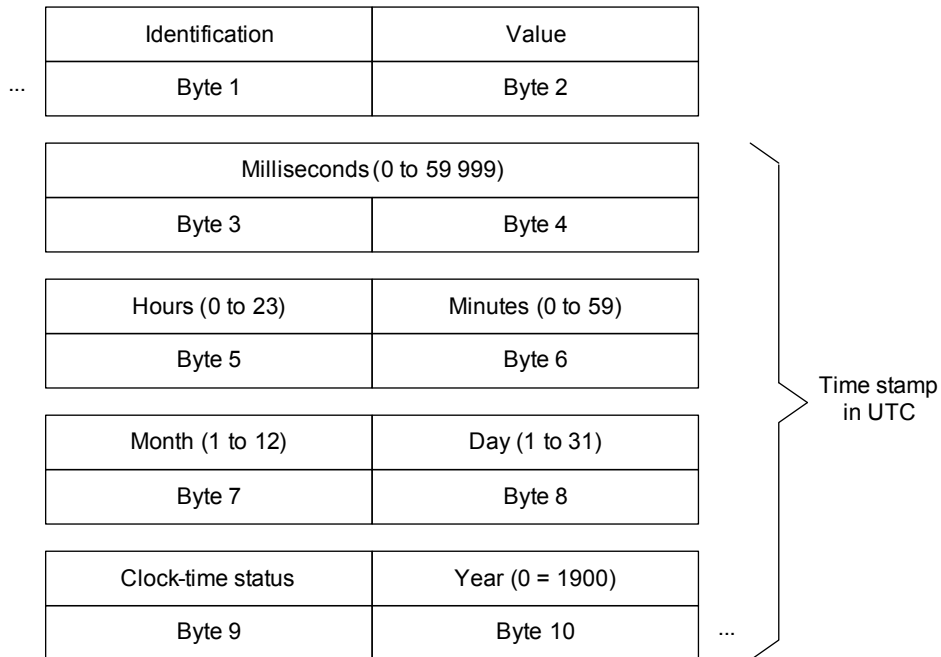 Identification Value
... Byte 1 Byte 2
Milliseconds (0 to 59 999)
Byte 3 Byte 4
Hours (0 to 23) Minutes (0 to 59)
Byte 5 Byte 6
Time stamp
in UTC
Month (1 to 12) Day (1 to 31)
Byte 7 Byte 8
Clock-time status Year (0 = 1900)
Byte 9 Byte 10 ...